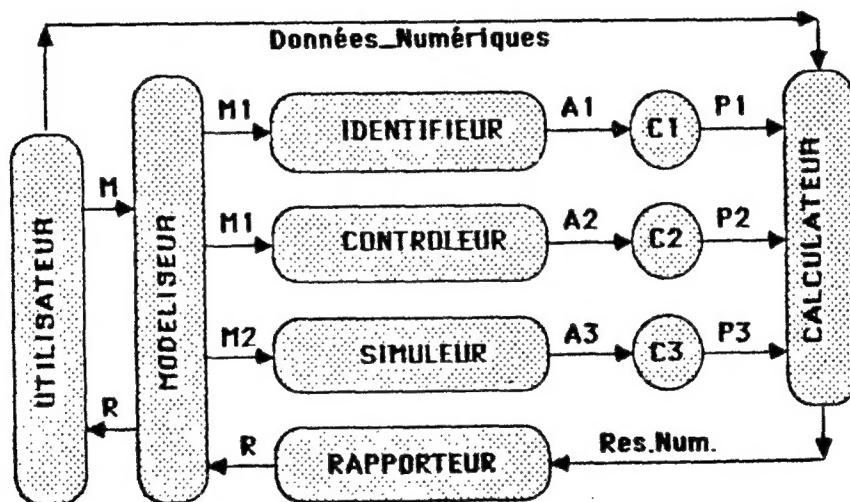 Données_Numériques
UTILISATEUR
M
R
MODELISEUR
M1
IDENTIFIEUR
A1
C1
P1
M1
CONTROLEUR
A2
C2
P2
M2
SIMULEUR
A3
C3
P3
CALCULATEUR
R
RAPPORTEUR
Res.Num.